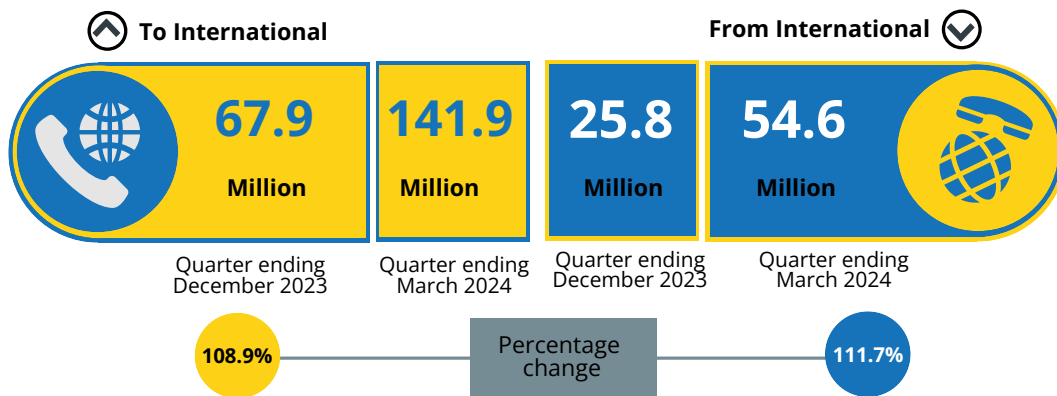 To International
From International
67.9
141.9
25.8
54.6
Million
Million
Million
Million
Quarter ending
December 2023
Quarter ending
March 2024
Quarter ending
December 2023
Quarter ending
March 2024
108.9%
Percentage
change
111.7%